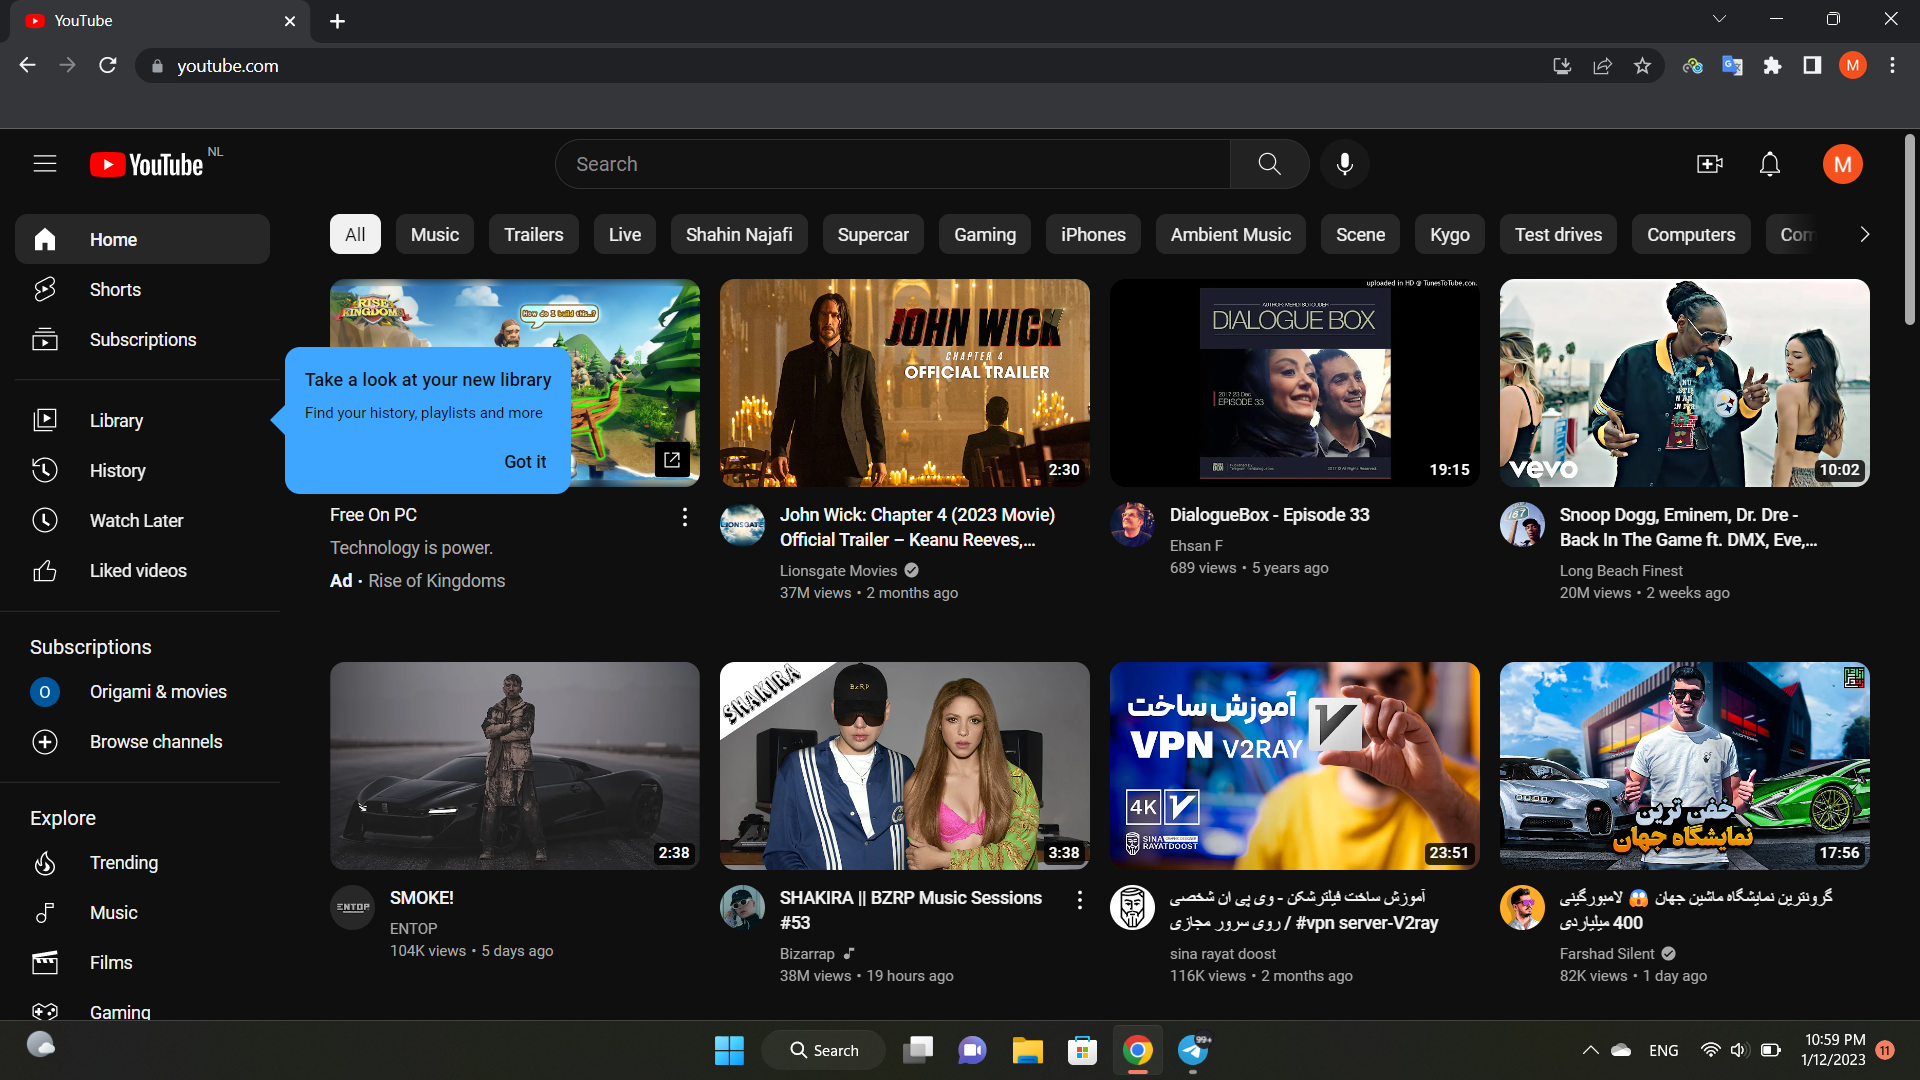 YouTube
youtube.com
M
YouTube NL
Search
M
Home
Shorts
Subscriptions
Library
History
Watch Later
Liked videos
Subscriptions
O
Origami & movies
Browse channels
Explore
Trending
Music
Films
Gaming
All
Music
Trailers
Live
Shahin Najafi
Supercar
Gaming
iPhones
Ambient Music
Scene
Kygo
Test drives
Computers
Com
Take a look at your new library
Find your history, playlists and more
Got it
RISE
KINGDOMS
How do I build this..?
Free On PC
Technology is power.
Ad · Rise of Kingdoms
JOHN WICK
CHAPTER 4
OFFICIAL TRAILER
2:30
LIONSGATE
John Wick: Chapter 4 (2023 Movie)
Official Trailer – Keanu Reeves,...
Lionsgate Movies
37M views • 2 months ago
uploaded in HD @ TunesToTube.com
DIALOGUE BOX
2017 23 Dec
EPISODE 33
19:15
DialogueBox - Episode 33
Ehsan F
689 views • 5 years ago
vevo
10:02
187
Snoop Dogg, Eminem, Dr. Dre -
Back In The Game ft. DMX, Eve,...
Long Beach Finest
20M views • 2 weeks ago
2:38
ENTOP
SMOKE!
ENTOP
104K views • 5 days ago
SHAKIRA
BZRP
3:38
SHAKIRA || BZRP Music Sessions
#53
Bizarrap
38M views • 19 hours ago
آموزش ساخت
VPN V2RAY
4K
SINA
RAYATDOOST
23:51
آموزش ساخت فیلترشکن - وی پی ان شخصی
روی سرور مجازی / #vpn server-V2ray
sina rayat doost
116K views • 2 months ago
خفن ترین
نمایشگاه جهان
17:56
گرونترین نمایشگاه ماشین جهان 😱 لامبورگینی
400 میلیاردی
Farshad Silent
82K views • 1 day ago
Search
99+
ENG
10:59 PM
1/12/2023
11